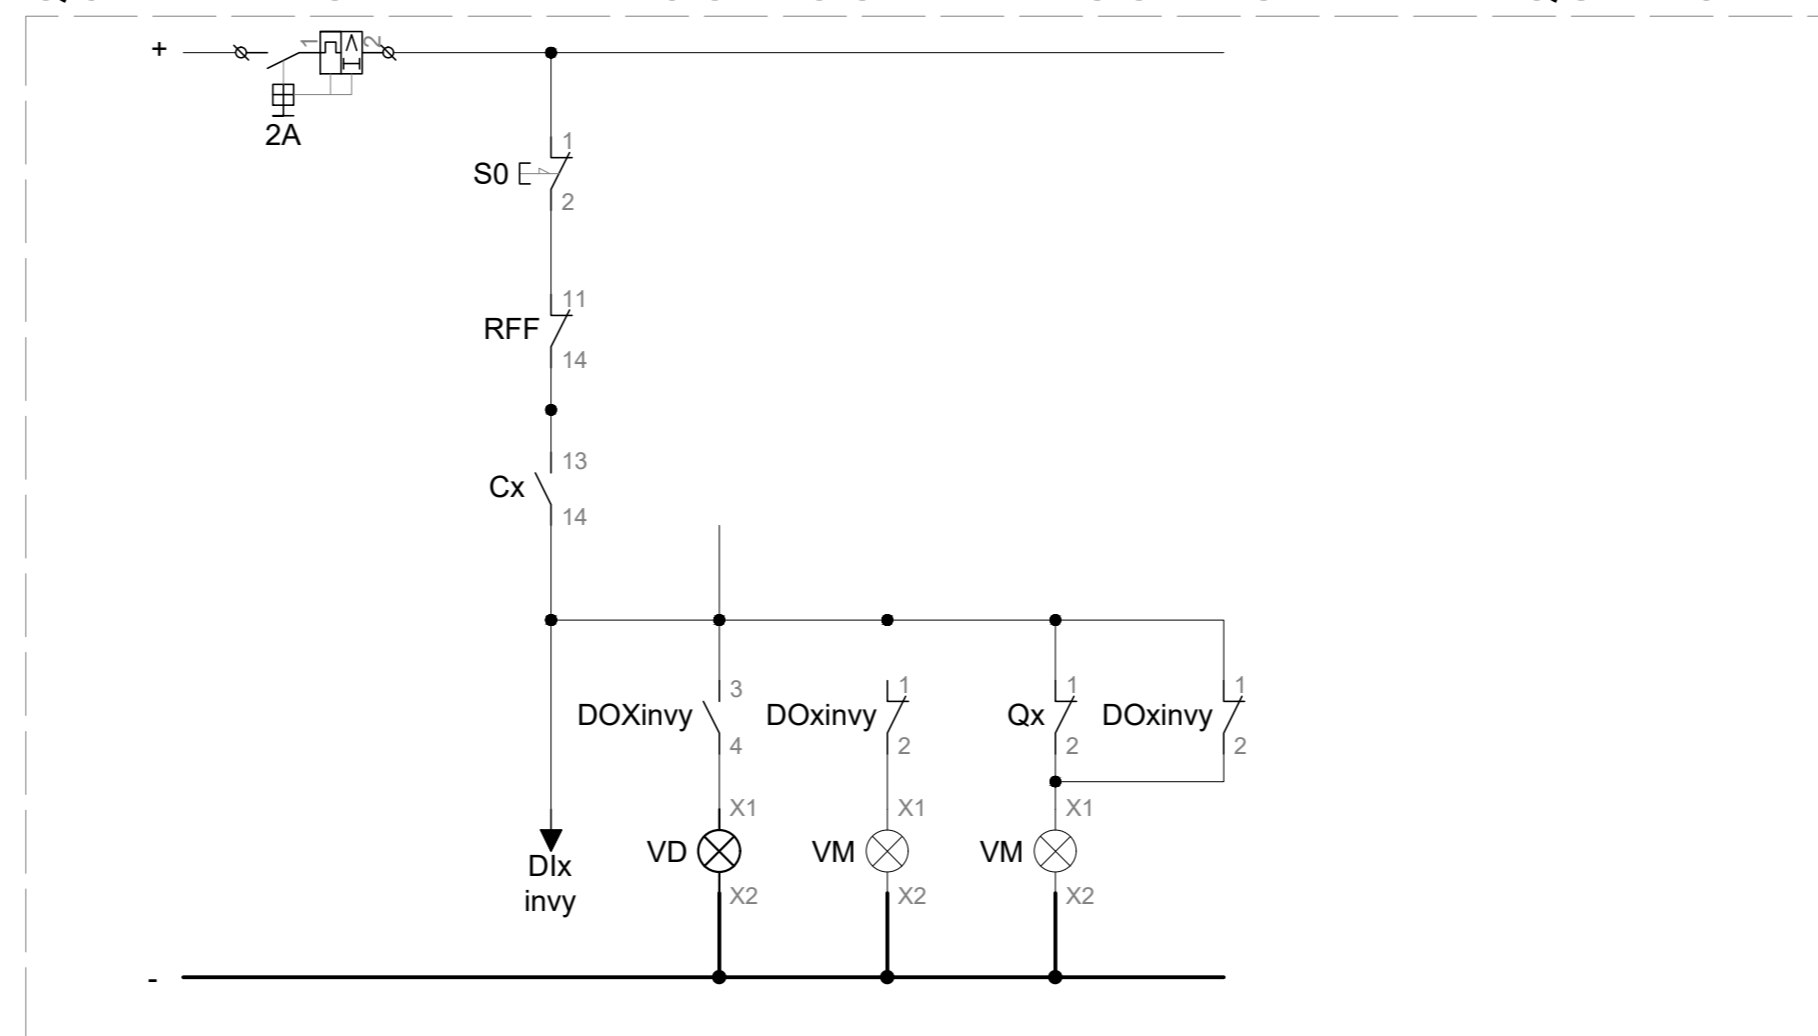 +
1
2
2A
1
S0
2
11
RFF
14
13
Cx
14
3
1
1
1
DOXinvy
DOxinvy
Qx
DOxinvy
4
2
2
2
X1
X1
X1
VD
VM
VM
DIx
invy
X2
X2
X2
-